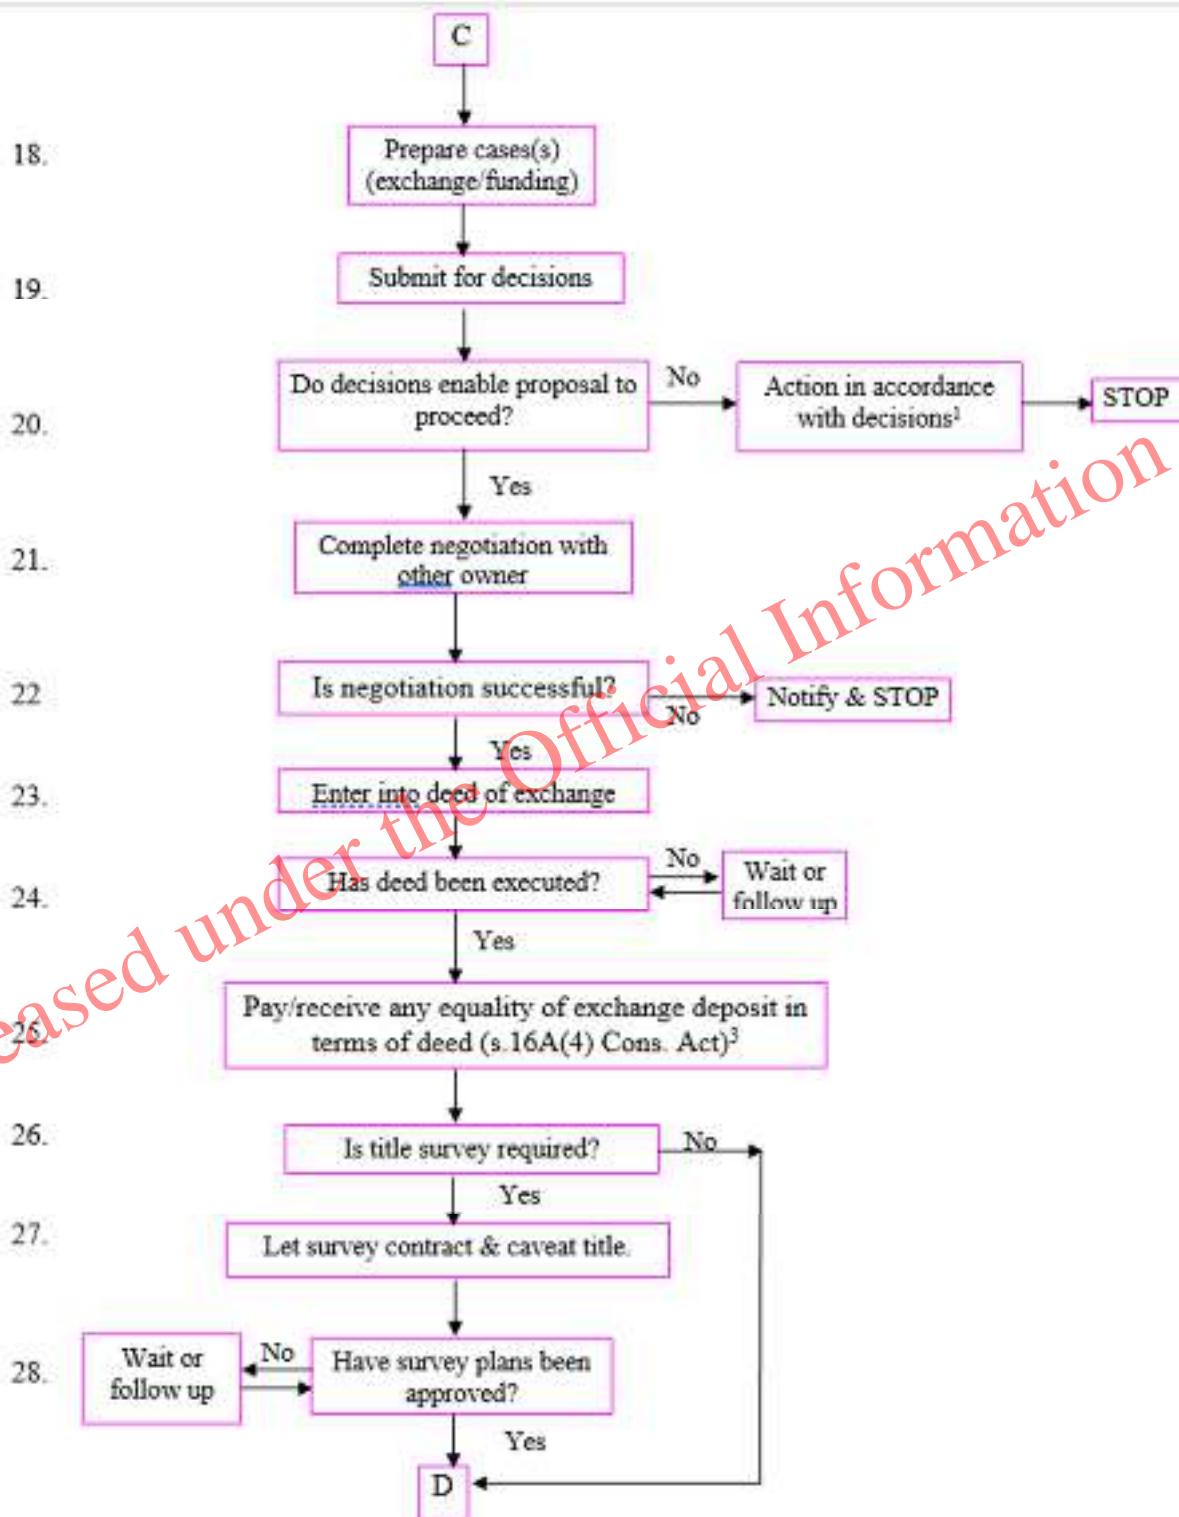 C
18.
Prepare cases(s)
(exchange/funding)
19.
Submit for decisions
20.
Do decisions enable proposal to
proceed?
No
Action in accordance
with decisions¹
STOP
Yes
21.
Complete negotiation with
other owner
22
Is negotiation successful?
No
Notify & STOP
Yes
23.
Enter into deed of exchange
24.
Has deed been executed?
No
Wait or
follow up
Yes
25.
Pay/receive any equality of exchange deposit in
terms of deed (s.16A(4) Cons. Act)³
26.
Is title survey required?
No
Yes
27.
Let survey contract & caveat title.
28.
Have survey plans been
approved?
No
Wait or
follow up
Yes
D
eased under the Official Information